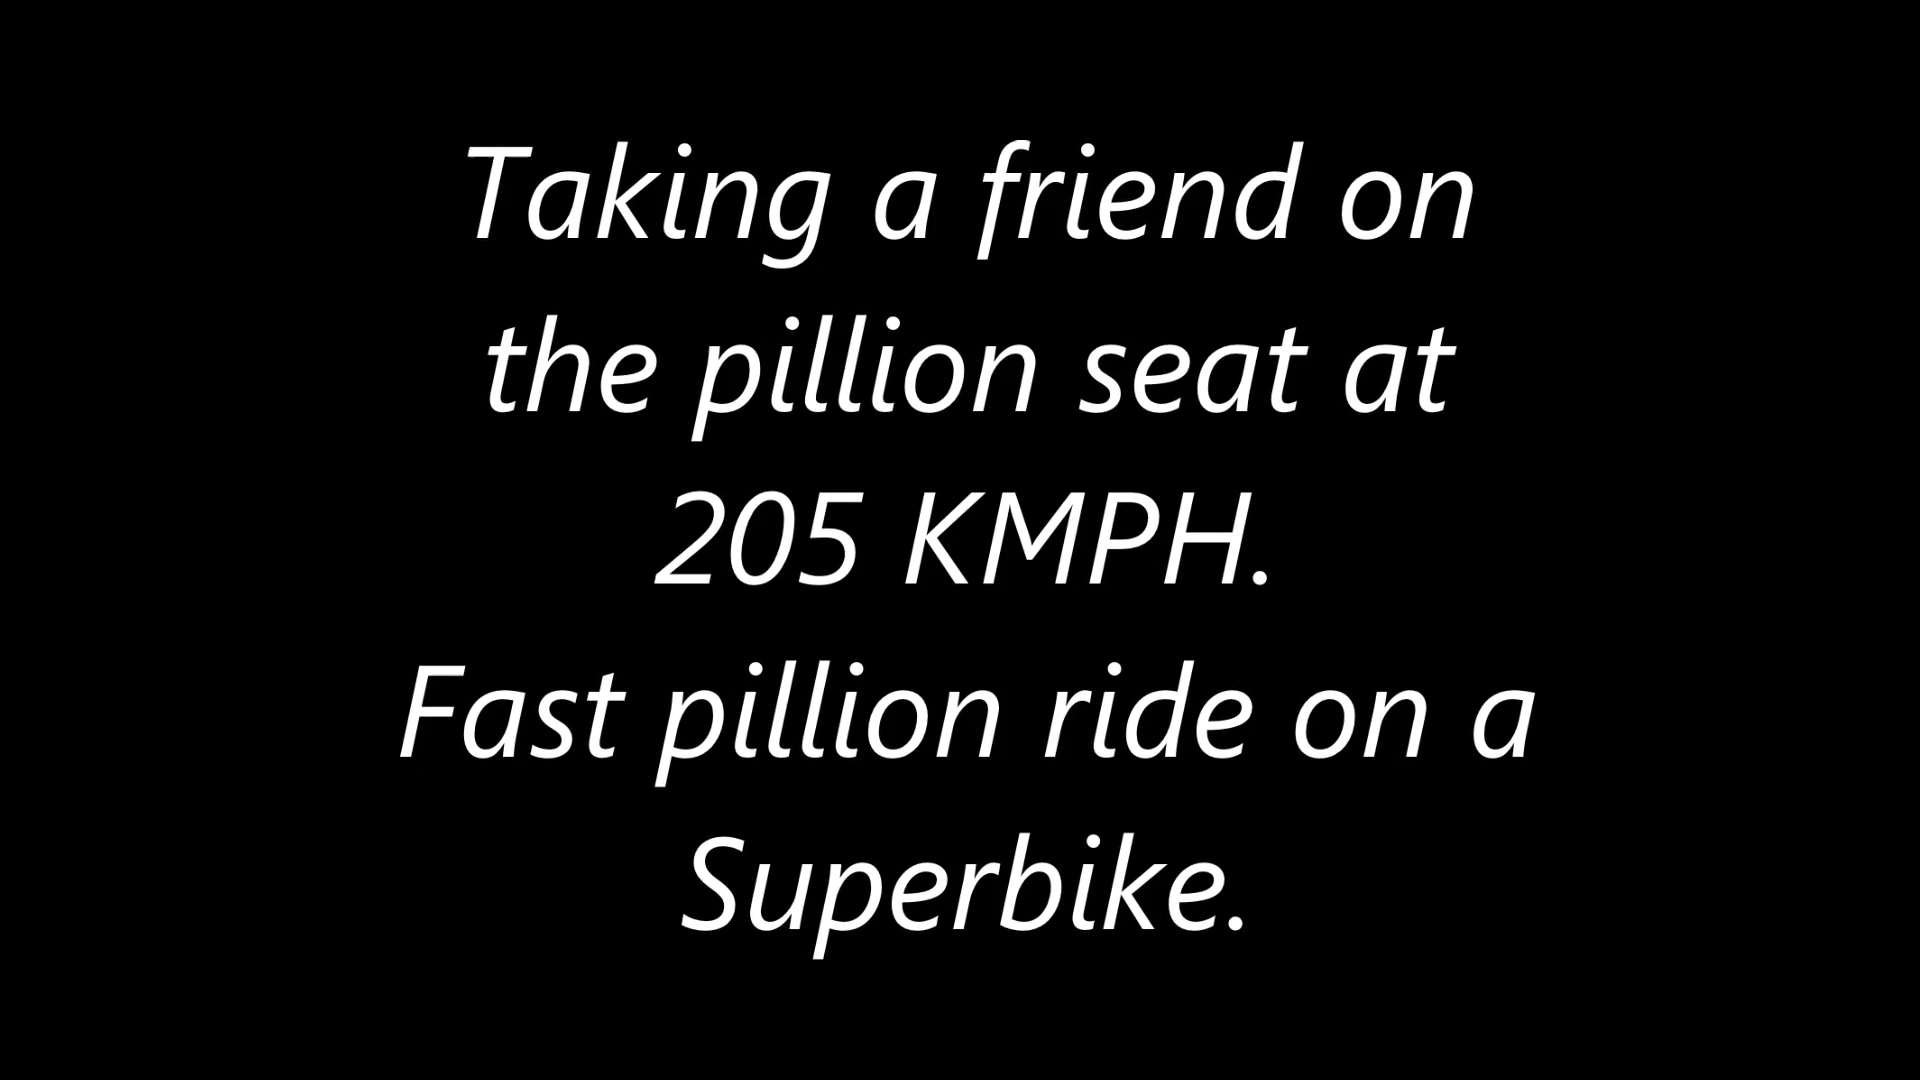 Taking a friend on
the pillion seat at
205 KMPH.
Fast pillion ride on a
Superbike.